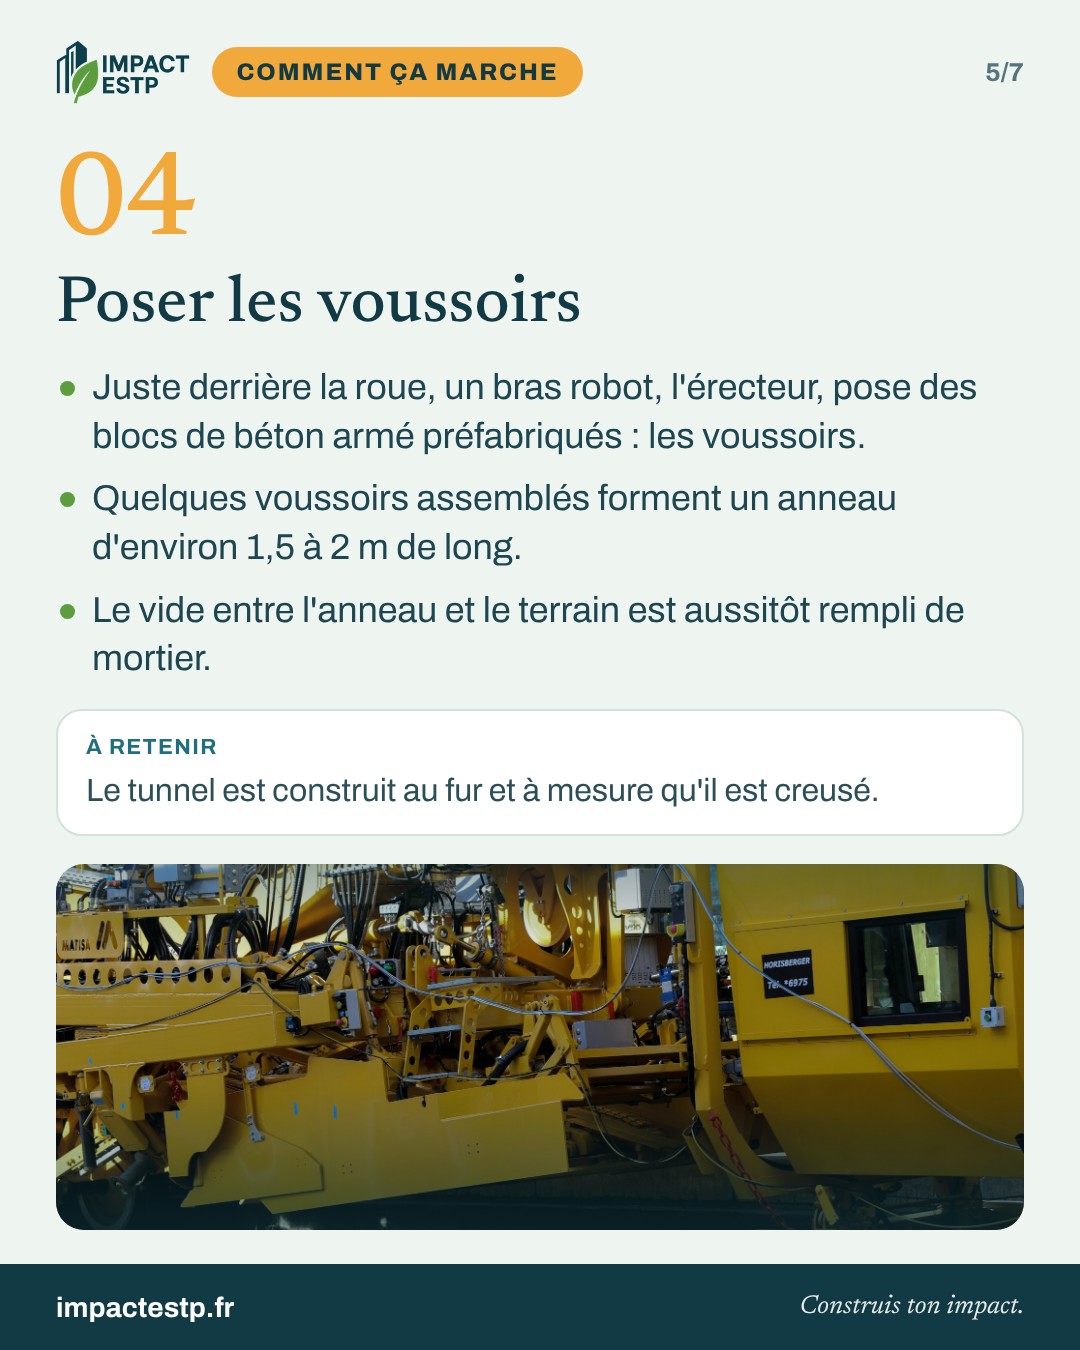 IMPACT
ESTP
COMMENT ÇA MARCHE
5/7
04
Poser les voussoirs
Juste derrière la roue, un bras robot, l'érecteur, pose des
blocs de béton armé préfabriqués : les voussoirs.
Quelques voussoirs assemblés forment un anneau
d'environ 1,5 à 2 m de long.
Le vide entre l'anneau et le terrain est aussitôt rempli de
mortier.
À RETENIR
Le tunnel est construit au fur et à mesure qu'il est creusé.
MATISA
HORISBERGER
impactestp.fr
Construis ton impact.